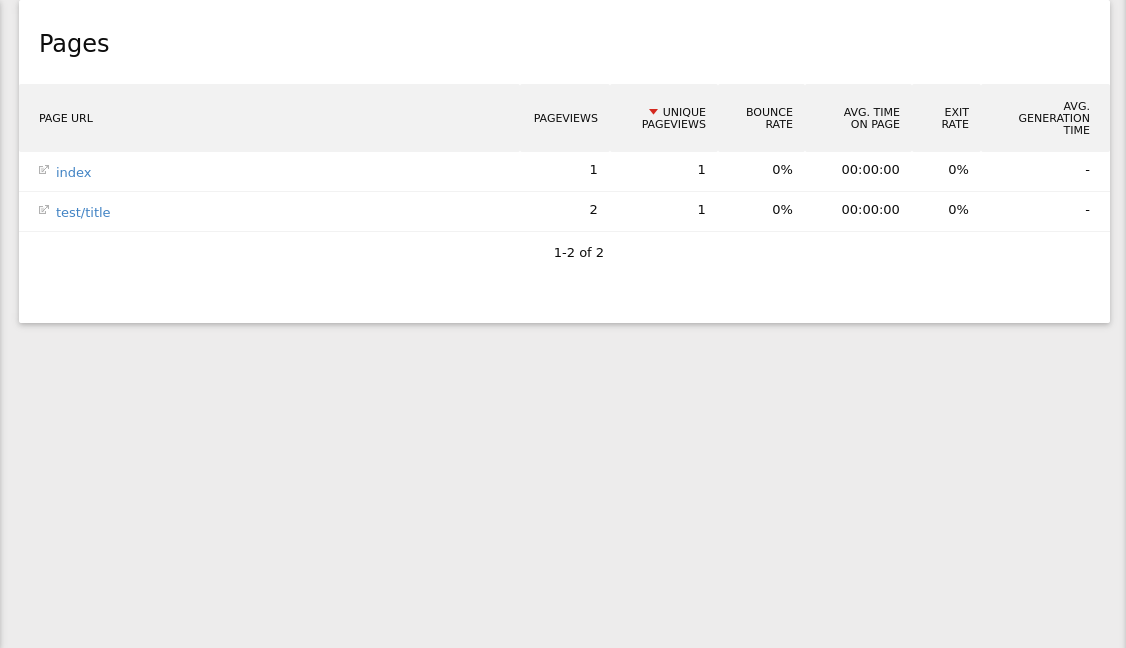 Pages
PAGE URL PAGEVIEWS UNIQUE PAGEVIEWS BOUNCE RATE AVG. TIME ON PAGE EXIT RATE AVG. GENERATION TIME
index 1 1 0% 00:00:00 0% -
test/title 2 1 0% 00:00:00 0% -
1-2 of 2